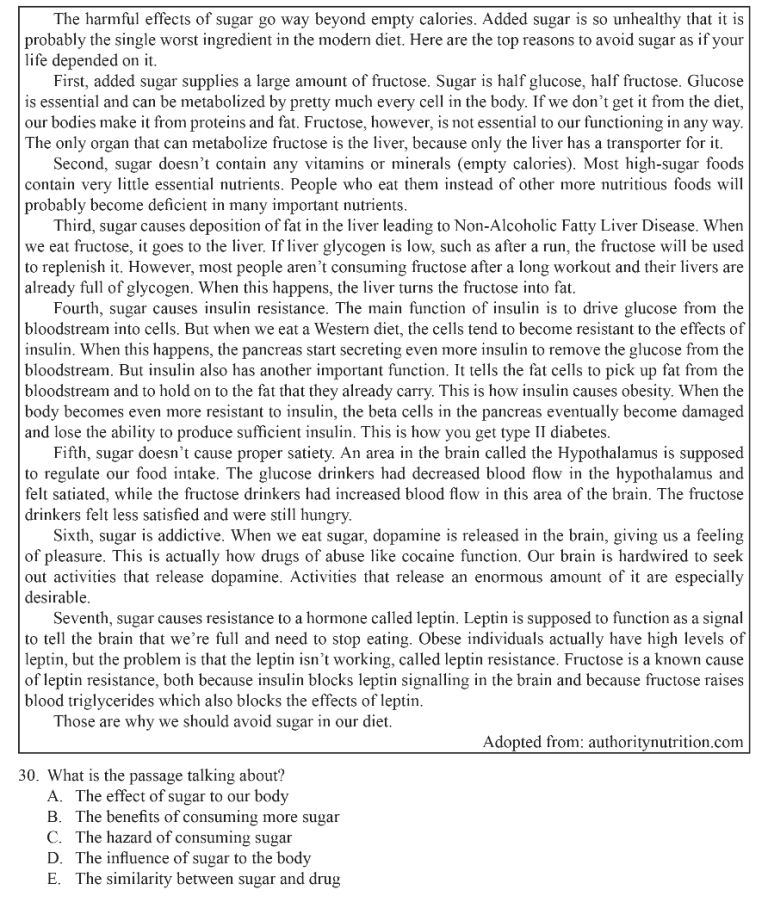 The harmful effects of sugar go way beyond empty calories. Added sugar is so unhealthy that it is
probably the single worst ingredient in the modern diet. Here are the top reasons to avoid sugar as if your
life depended on it.
First, added sugar supplies a large amount of fructose. Sugar is half glucose, half fructose. Glucose
is essential and can be metabolized by pretty much every cell in the body. If we don't get it from the diet,
our bodies make it from proteins and fat. Fructose, however, is not essential to our functioning in any way.
The only organ that can metabolize fructose is the liver, because only the liver has a transporter for it.
Second, sugar doesn't contain any vitamins or minerals (empty calories). Most high-sugar foods
contain very little essential nutrients. People who eat them instead of other more nutritious foods will
probably become deficient in many important nutrients.
Third, sugar causes deposition of fat in the liver leading to Non-Alcoholic Fatty Liver Disease. When
we eat fructose, it goes to the liver. If liver glycogen is low, such as after a run, the fructose will be used
to replenish it. However, most people aren't consuming fructose after a long workout and their livers are
already full of glycogen. When this happens, the liver turns the fructose into fat.
Fourth, sugar causes insulin resistance. The main function of insulin is to drive glucose from the
bloodstream into cells. But when we eat a Western diet, the cells tend to become resistant to the effects of
insulin. When this happens, the pancreas start secreting even more insulin to remove the glucose from the
bloodstream. But insulin also has another important function. It tells the fat cells to pick up fat from the
bloodstream and to hold on to the fat that they already carry. This is how insulin causes obesity. When the
body becomes even more resistant to insulin, the beta cells in the pancreas eventually become damaged
and lose the ability to produce sufficient insulin. This is how you get type II diabetes.
Fifth, sugar doesn't cause proper satiety. An area in the brain called the Hypothalamus is supposed
to regulate our food intake. The glucose drinkers had decreased blood flow in the hypothalamus and
felt satiated, while the fructose drinkers had increased blood flow in this area of the brain. The fructose
drinkers felt less satisfied and were still hungry.
Sixth, sugar is addictive. When we eat sugar, dopamine is released in the brain, giving us a feeling
of pleasure. This is actually how drugs of abuse like cocaine function. Our brain is hardwired to seek
out activities that release dopamine. Activities that release an enormous amount of it are especially
desirable.
Seventh, sugar causes resistance to a hormone called leptin. Leptin is supposed to function as a signal
to tell the brain that we're full and need to stop eating. Obese individuals actually have high levels of
leptin, but the problem is that the leptin isn't working, called leptin resistance. Fructose is a known cause
of leptin resistance, both because insulin blocks leptin signalling in the brain and because fructose raises
blood triglycerides which also blocks the effects of leptin.
Those are why we should avoid sugar in our diet.
Adopted from: authoritynutrition.com
30. What is the passage talking about?
A. The effect of sugar to our body
B. The benefits of consuming more sugar
C. The hazard of consuming sugar
D. The influence of sugar to the body
E. The similarity between sugar and drug